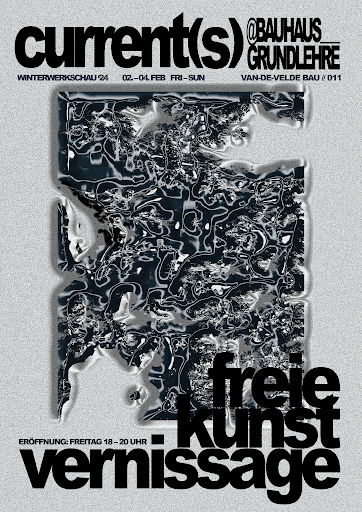 current(s) @BAUHAUS_
GRUNDLEHRE
WINTERWERKSCHAU '24 02.–04. FEB FRI – SUN VAN-DE-VELDE BAU // 011
freie
kunst
ERÖFFNUNG: FREITAG 18 – 20 UHR
vernissage